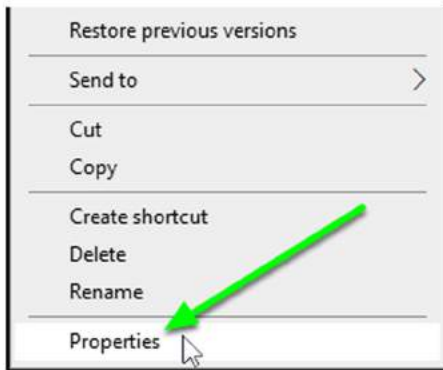 Restore previous versions
Send to
Cut
Copy
Create shortcut
Delete
Rename
Properties